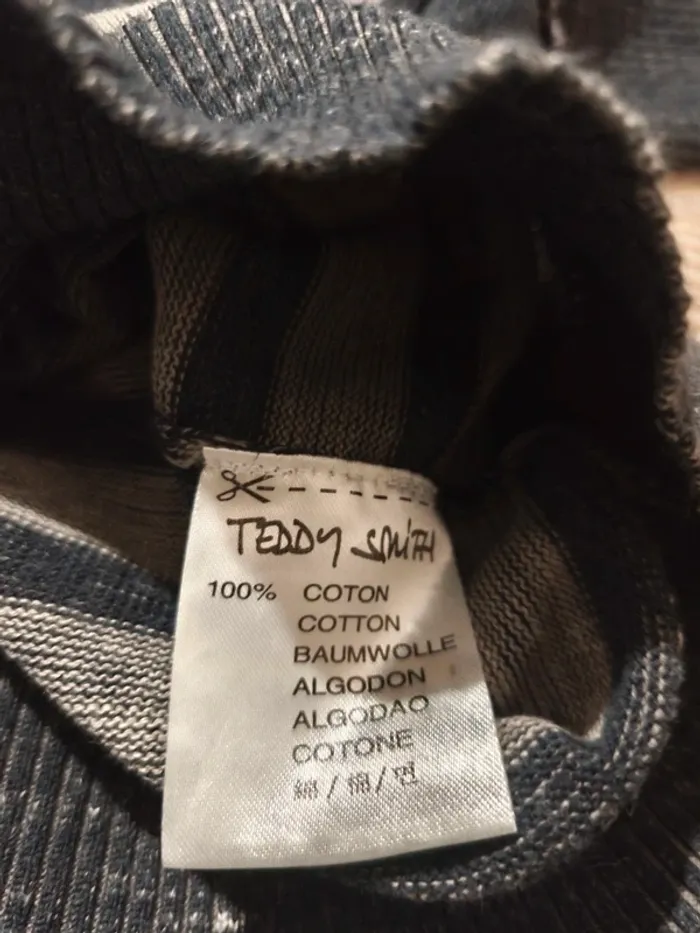 TEDDY SMITH
100% COTON
COTTON
BAUMWOLLE
ALGODON
ALGODAO
COTONE
綿 / 棉 / 면